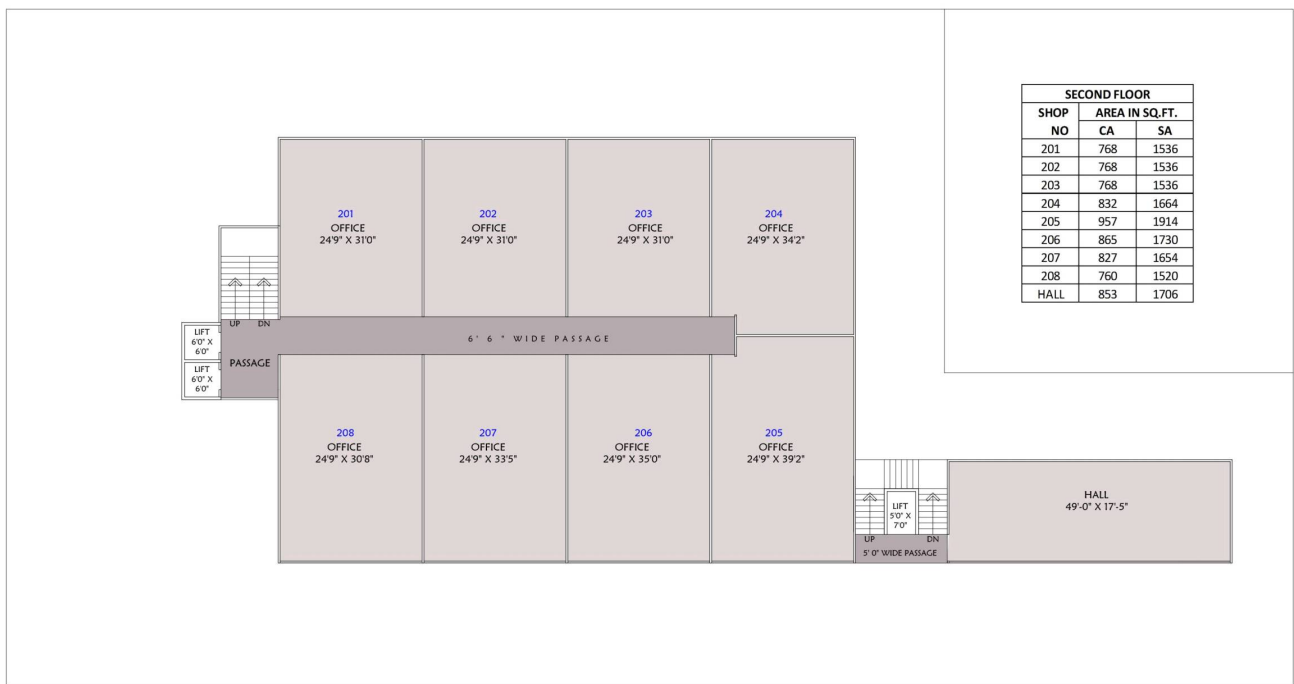 SECOND FLOOR
SHOP NO AREA IN SQ.FT.
CA SA
201 768 1536
202 768 1536
203 768 1536
204 832 1664
205 957 1914
206 865 1730
207 827 1654
208 760 1520
HALL 853 1706
201
OFFICE
24'9" X 31'0"
202
OFFICE
24'9" X 31'0"
203
OFFICE
24'9" X 31'0"
204
OFFICE
24'9" X 34'2"
UP DN
LIFT
6'0" X
6'0"
6' 6 " WIDE PASSAGE
PASSAGE
LIFT
6'0" X
6'0"
208
OFFICE
24'9" X 30'8"
207
OFFICE
24'9" X 33'5"
206
OFFICE
24'9" X 35'0"
205
OFFICE
24'9" X 39'2"
LIFT
5'0" X
7'0"
UP DN
5' 0" WIDE PASSAGE
HALL
49'-0" X 17'-5"